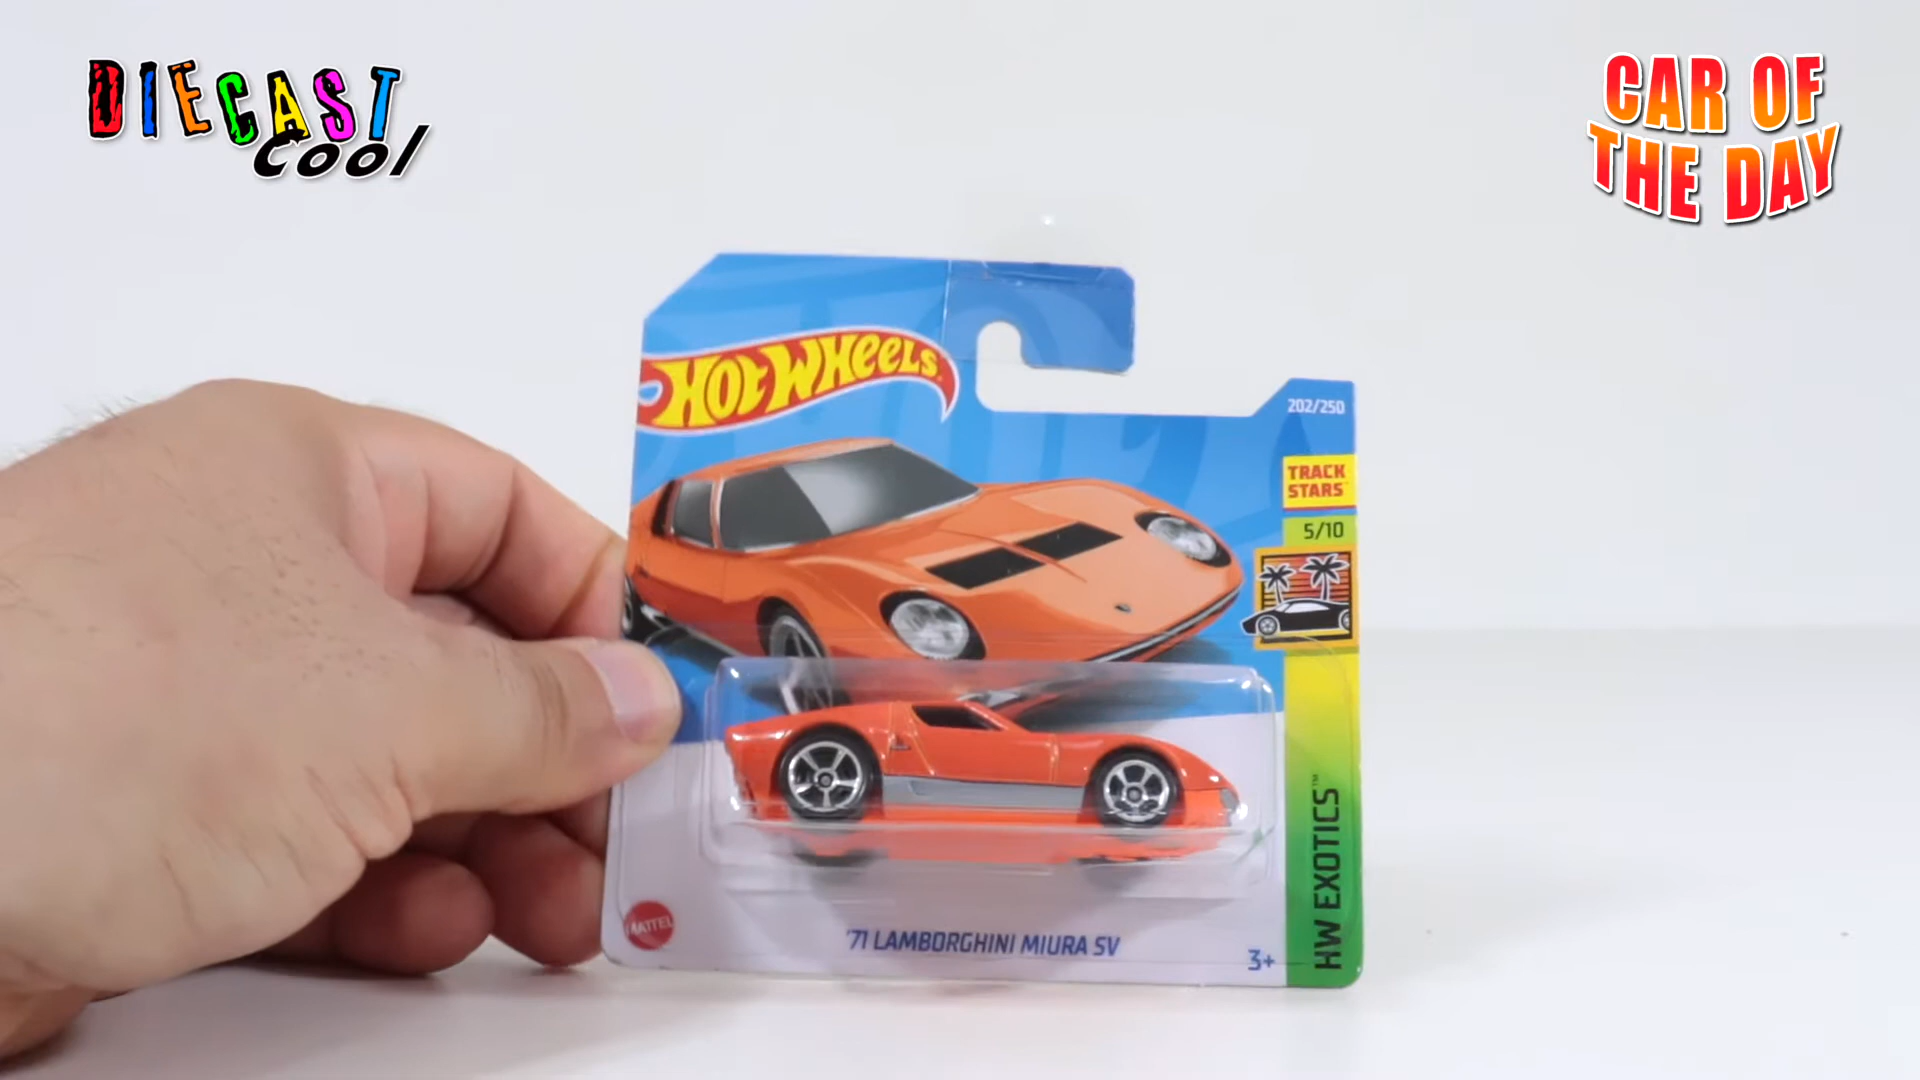 DIECAST
cool
CAR OF
THE DAY
HOT WHEELS
202/250
TRACK
STARS
5/10
HW EXOTICS™
MATTEL
'71 LAMBORGHINI MIURA SV
3+